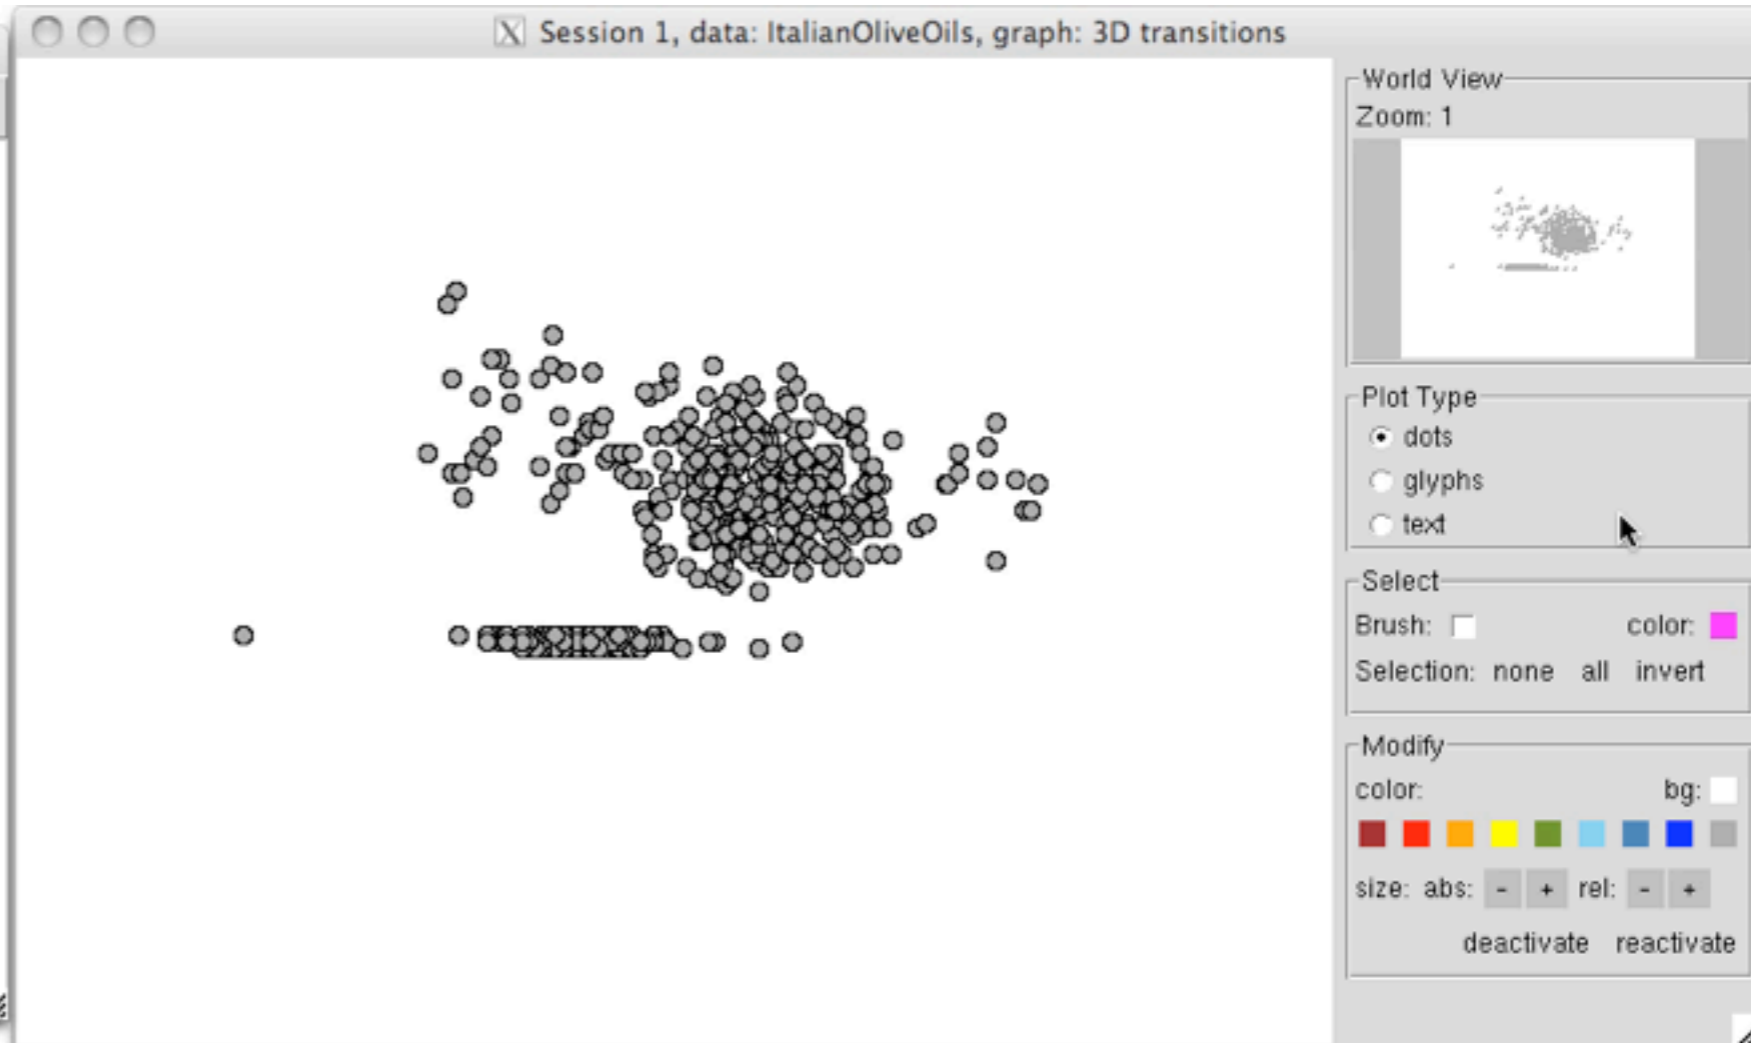 Session 1, data: ItalianOliveOils, graph: 3D transitions
World View
Zoom: 1
Plot Type
dots
glyphs
text
Select
Brush: color:
Selection: none all invert
Modify
color: bg:
size: abs: - + rel: - +
deactivate reactivate